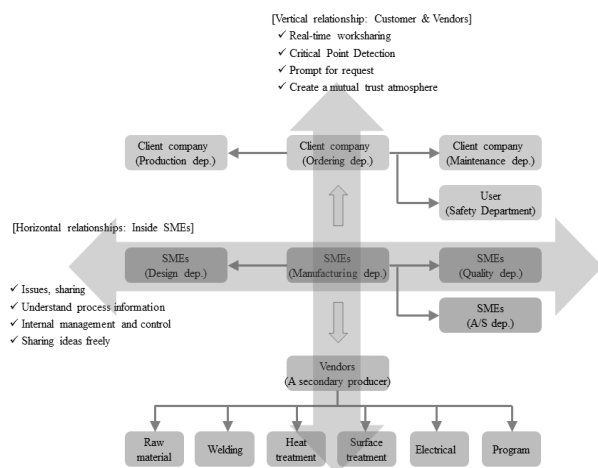 [Vertical relationship: Customer & Vendors]
✓ Real-time worksharing
✓ Critical Point Detection
✓ Prompt for request
✓ Create a mutual trust atmosphere
Client company
(Production dep.)
Client company
(Ordering dep.)
Client company
(Maintenance dep.)
User
(Safety Department)
[Horizontal relationships: Inside SMEs]
SMEs
(Design dep.)
SMEs
(Manufacturing dep.)
SMEs
(Quality dep.)
✓ Issues, sharing
✓ Understand process information
✓ Internal management and control
✓ Sharing ideas freely
SMEs
(A/S dep.)
Vendors
(A secondary producer)
Raw
material
Welding
Heat
treatment
Surface
treatment
Electrical
Program